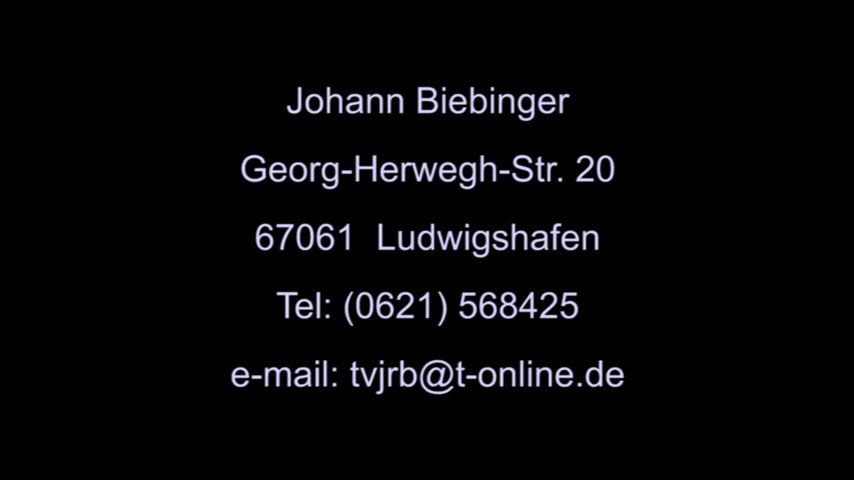 Johann Biebinger
Georg-Herwegh-Str. 20
67061 Ludwigshafen
Tel: (0621) 568425
e-mail: tvjrb@t-online.de